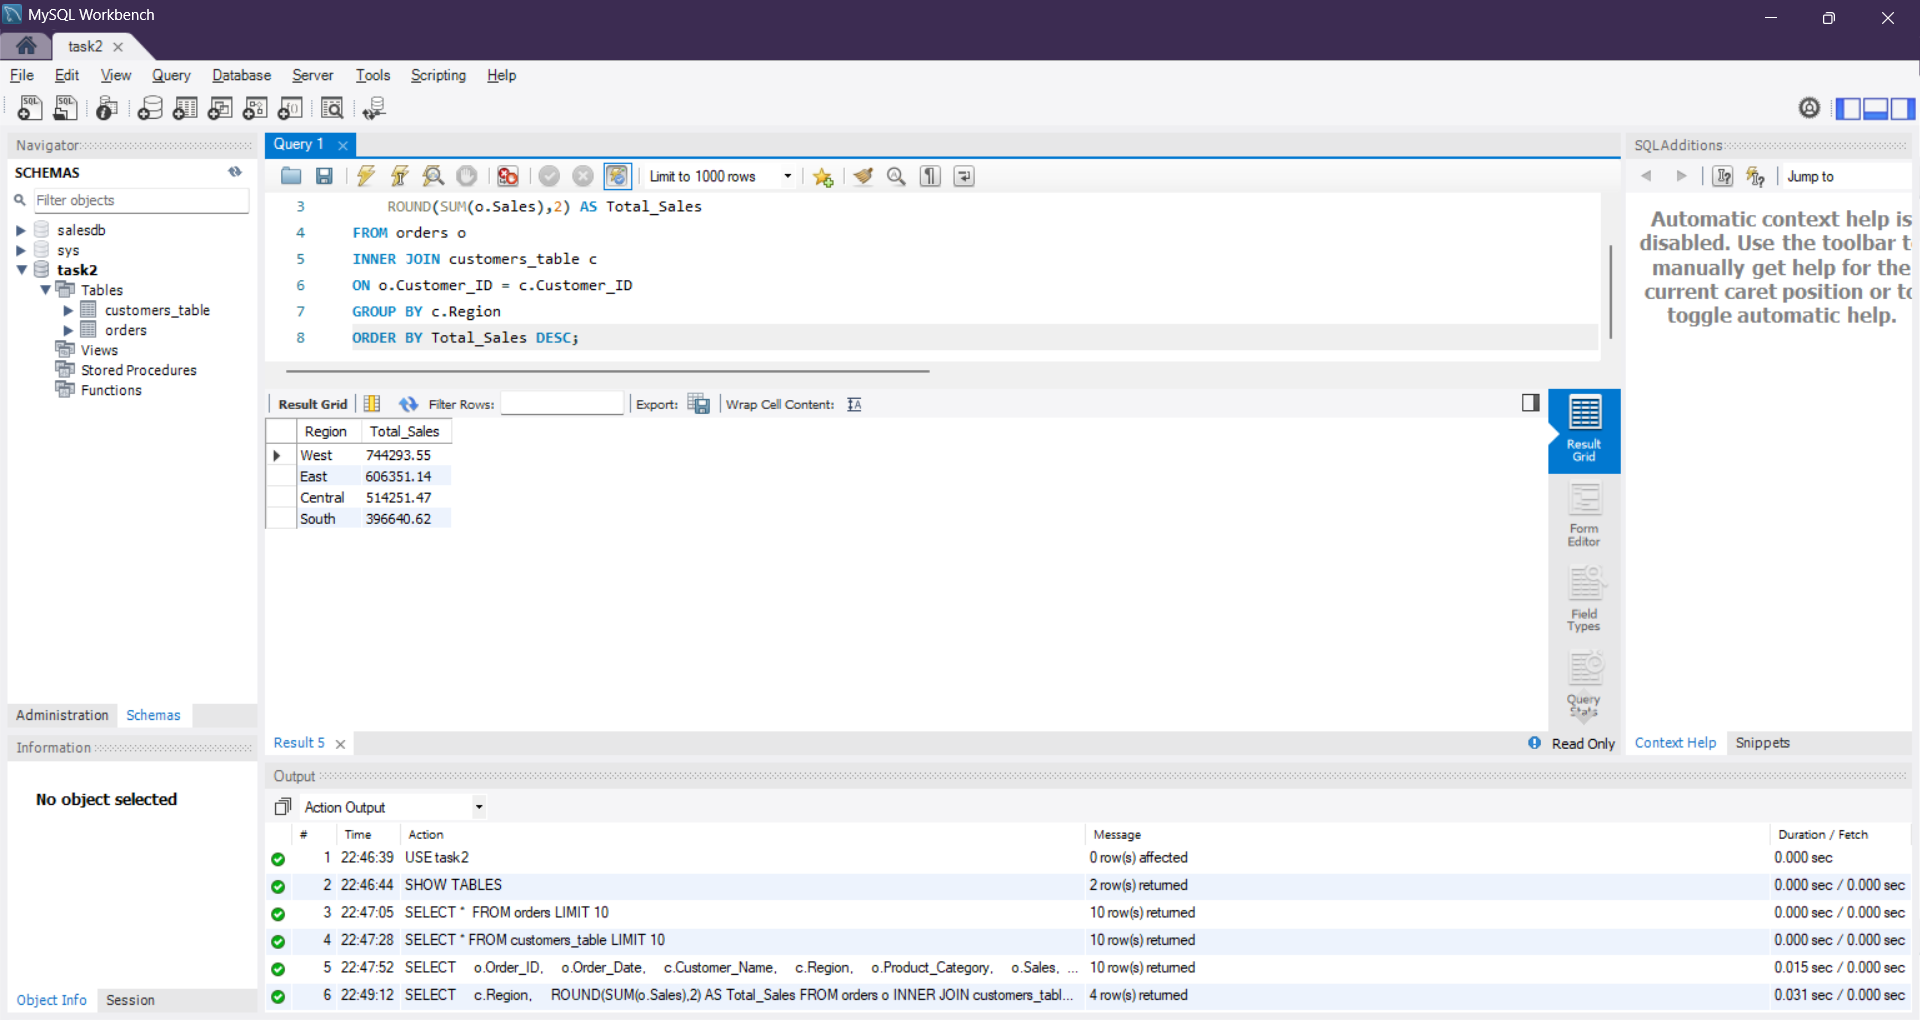 MySQL Workbench
task2
File Edit View Query Database Server Tools Scripting Help
Navigator
SCHEMAS
Filter objects
salesdb
sys
task2
Tables
customers_table
orders
Views
Stored Procedures
Functions
Administration Schemas
Information
No object selected
Object Info Session
Query 1
Limit to 1000 rows
3 ROUND(SUM(o.Sales),2) AS Total_Sales
4 FROM orders o
5 INNER JOIN customers_table c
6 ON o.Customer_ID = c.Customer_ID
7 GROUP BY c.Region
8 ORDER BY Total_Sales DESC;
Result Grid Filter Rows: Export: Wrap Cell Content:
Region Total_Sales
West 744293.55
East 606351.14
Central 514251.47
South 396640.62
Result
Grid
Form
Editor
Field
Types
Query
Stats
Result 5
Read Only
SQLAdditions
Jump to
Automatic context help is
disabled. Use the toolbar t
manually get help for the
current caret position or to
toggle automatic help.
Context Help Snippets
Output
Action Output
# Time Action Message Duration / Fetch
1 22:46:39 USE task2 0 row(s) affected 0.000 sec
2 22:46:44 SHOW TABLES 2 row(s) returned 0.000 sec / 0.000 sec
3 22:47:05 SELECT * FROM orders LIMIT 10 10 row(s) returned 0.000 sec / 0.000 sec
4 22:47:28 SELECT * FROM customers_table LIMIT 10 10 row(s) returned 0.000 sec / 0.000 sec
5 22:47:52 SELECT o.Order_ID, o.Order_Date, c.Customer_Name, c.Region, o.Product_Category, o.Sales, ... 10 row(s) returned 0.015 sec / 0.000 sec
6 22:49:12 SELECT c.Region, ROUND(SUM(o.Sales),2) AS Total_Sales FROM orders o INNER JOIN customers_tabl... 4 row(s) returned 0.031 sec / 0.000 sec